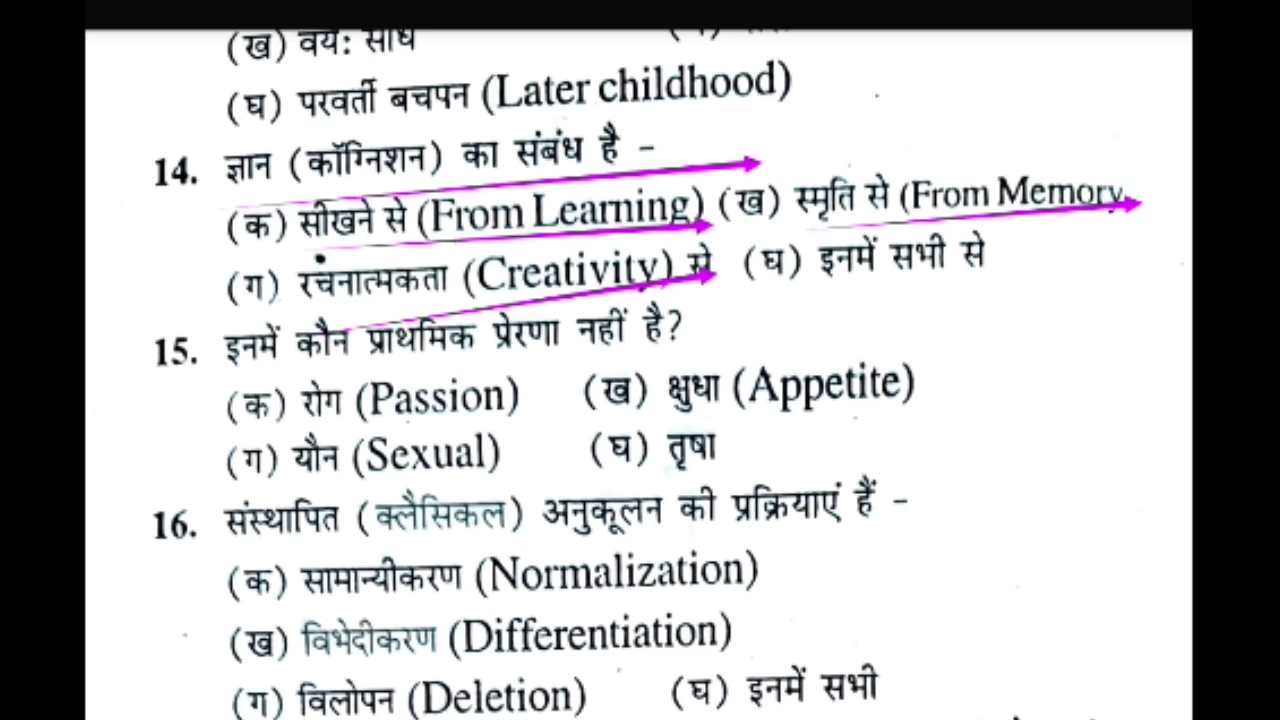 (ख) वयः
(घ) परवर्ती बचपन (Later childhood)
14. ज्ञान (कॉग्निशन) का संबंध है -
(क) सीखने से (From Learning) (ख) स्मृति से (From Memory
(ग) रचनात्मकता (Creativity) से (घ) इनमें सभी से
15. इनमें कौन प्राथमिक प्रेरणा नहीं है?
(क) रोग (Passion) (ख) क्षुधा (Appetite)
(ग) यौन (Sexual) (घ) तृषा
16. संस्थापित (क्लैसिकल) अनुकूलन की प्रक्रियाएं हैं -
(क) सामान्यीकरण (Normalization)
(ख) विभेदीकरण (Differentiation)
(ग) विलोपन (Deletion) (घ) इनमें सभी